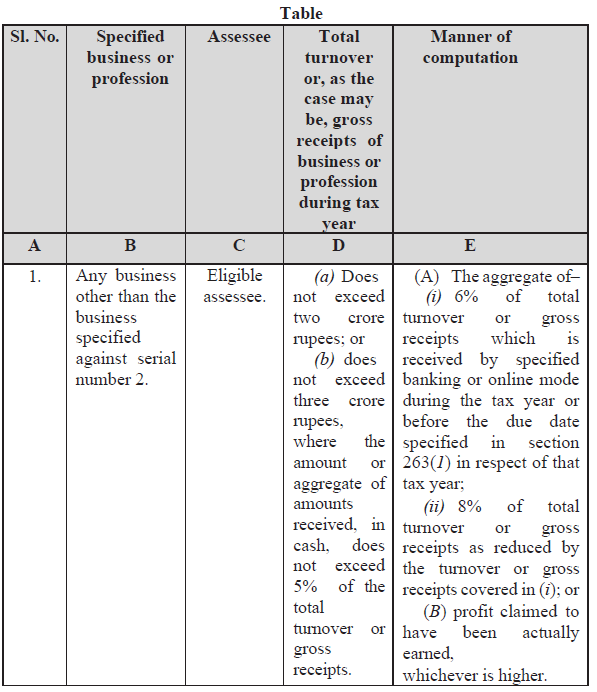 Table
Sl. No.
Specified
business or
profession
Assessee
Total
turnover
or, as the
case may
be, gross
receipts of
business or
profession
during tax
year
Manner of
computation
A
B
C
D
E
1.
Any business
other than the
business
specified
against serial
number 2.
Eligible
assessee.
(a) Does
not exceed
two crore
rupees; or
(b) does
not exceed
three crore
rupees,
where the
amount or
aggregate of
amounts
received, in
cash, does
not exceed
5% of the
total
turnover or
gross
receipts.
(A) The aggregate of–
(i) 6% of total
turnover or gross
receipts which is
received by specified
banking or online mode
during the tax year or
before the due date
specified in section
263(1) in respect of that
tax year;
(ii) 8% of total
turnover or gross
receipts as reduced by
the turnover or gross
receipts covered in (i); or
(B) profit claimed to
have been actually
earned,
whichever is higher.